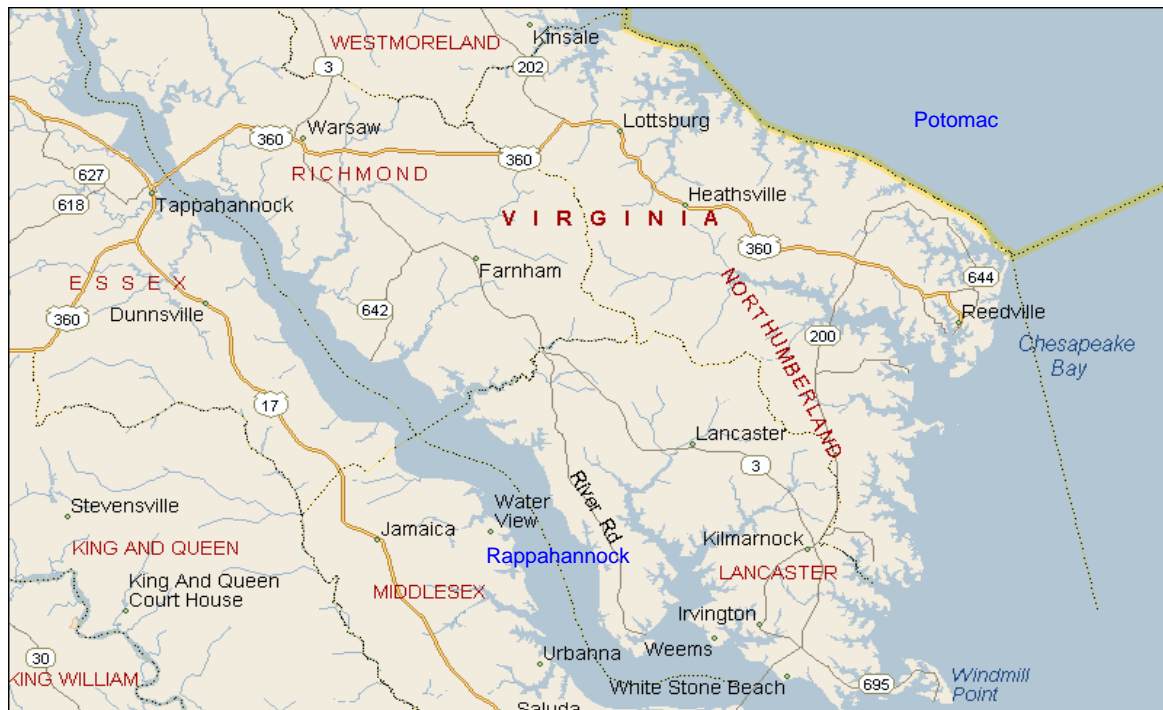 Kinsale
WESTMORELAND
3
202
Potomac
Lottsburg
Warsaw
360
360
627
RICHMOND
Heathsville
618
Tappahannock
VIRGINIA
360
Farnham
644
ESSEX
Dunnsville
642
360
NORTHUMBERLAND
Reedville
200
Chesapeake
Bay
17
Lancaster
3
River Rd
Stevensville
Water
View
Jamaica
Rappahannock
Kilmarnock
KING AND QUEEN
LANCASTER
King And Queen
Court House
MIDDLESEX
Irvington
Weems
30
Urbanna
KING WILLIAM
White Stone Beach
695
Windmill
Point
Saluda